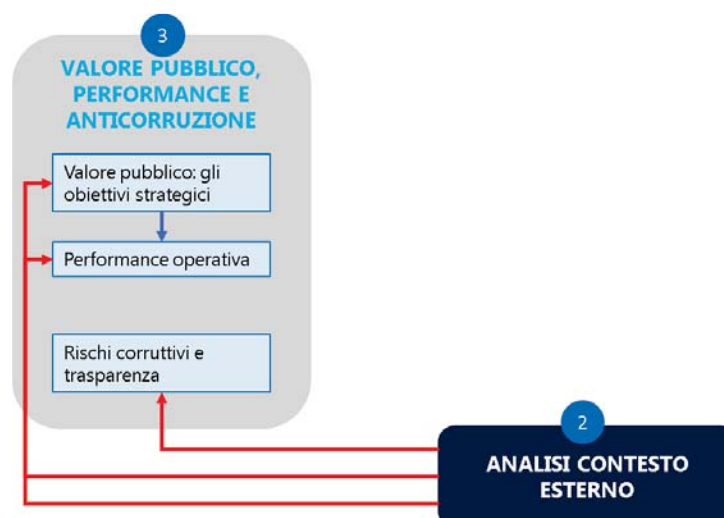 3
VALORE PUBBLICO,
PERFORMANCE E
ANTICORRUZIONE
Valore pubblico: gli
obiettivi strategici
Performance operativa
Rischi corruttivi e
trasparenza
2
ANALISI CONTESTO
ESTERNO